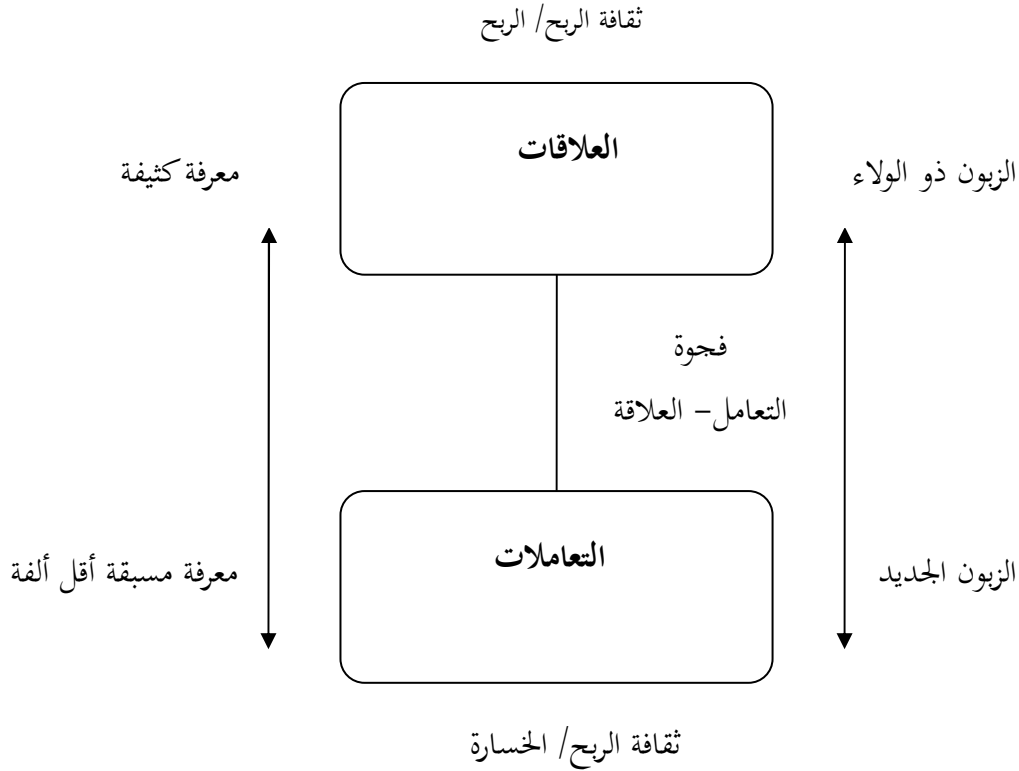 ثقافة الربح/ الربح
العلاقات
الزبون ذو الولاء
معرفة كثيفة
فجوة
التعامل– العلاقة
التعاملات
الزبون الجديد
معرفة مسبقة أقل ألفة
ثقافة الربح/ الخسارة